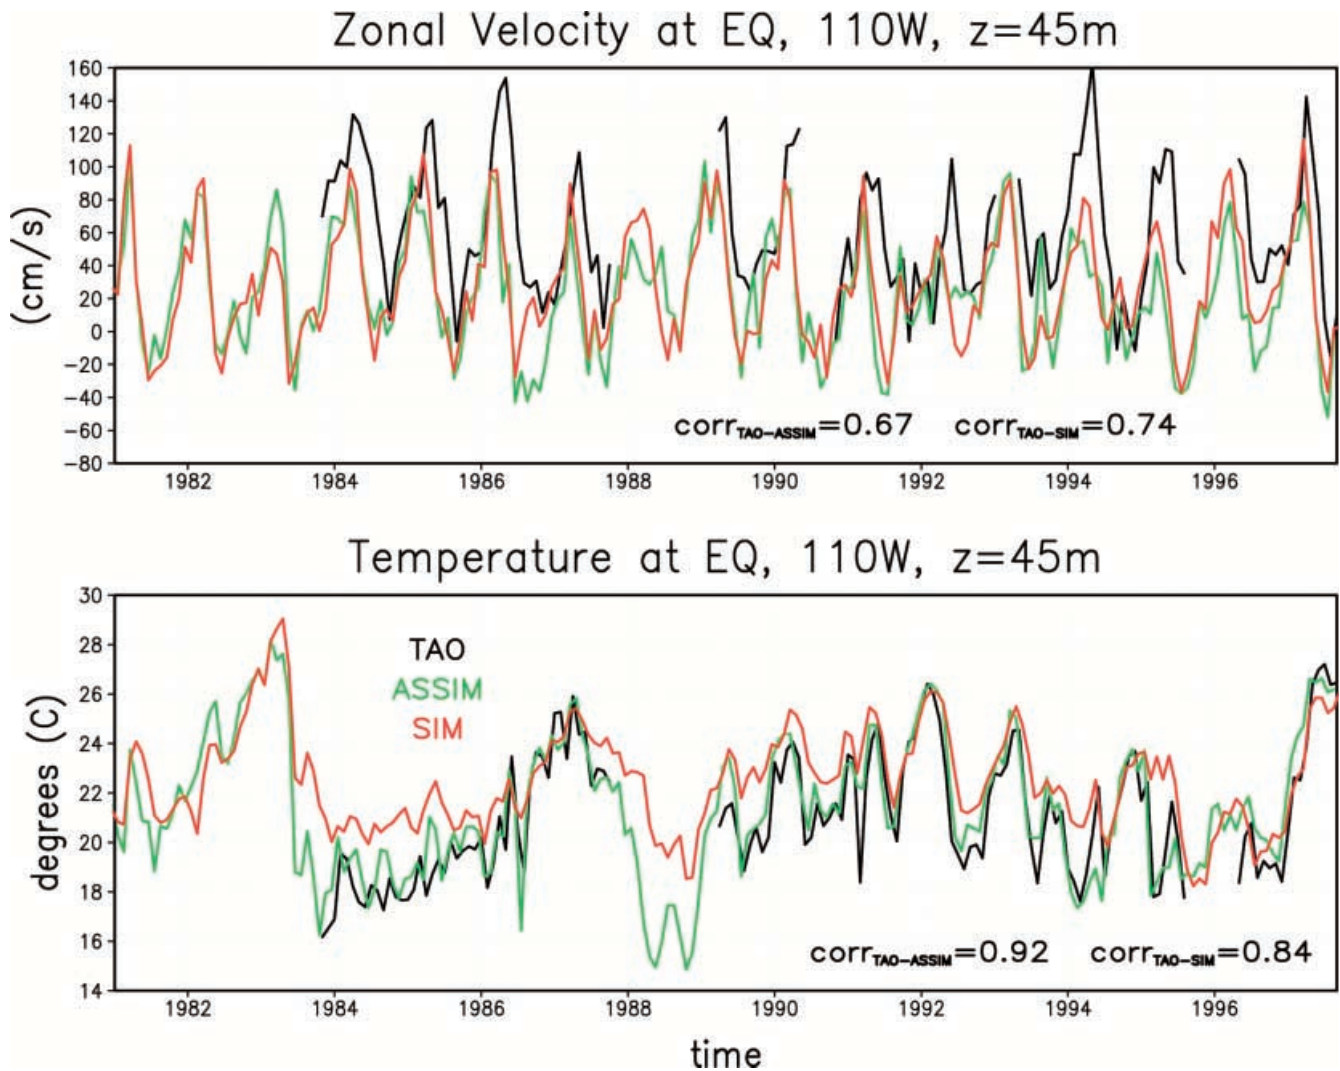 Zonal Velocity at EQ, 110W, z=45m
(cm/s)
160
140
120
100
80
60
40
20
0
−20
−40
−60
−80
corrTAO−ASSIM=0.67 corrTAO−SIM=0.74
1982 1984 1986 1988 1990 1992 1994 1996
Temperature at EQ, 110W, z=45m
degrees (C)
30
28
26
24
22
20
18
16
14
TAO
ASSIM
SIM
corrTAO−ASSIM=0.92 corrTAO−SIM=0.84
1982 1984 1986 1988 1990 1992 1994 1996
time